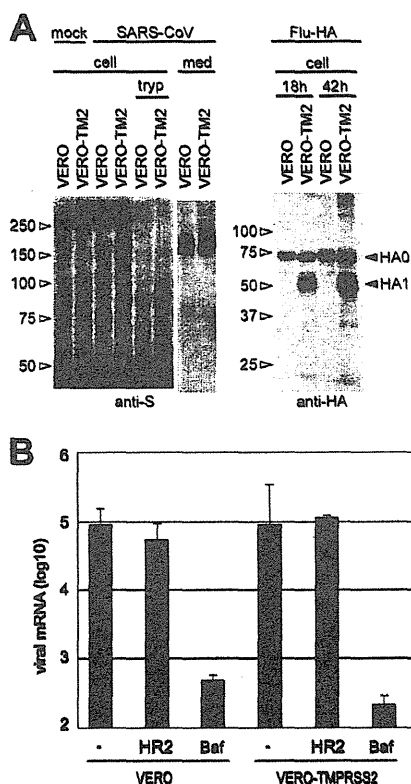 A
mock SARS-CoV
cell med
tryp
VERO VERO-TM2 VERO VERO-TM2 VERO VERO-TM2 VERO VERO-TM2
250
150
100
75
50
anti-S
Flu-HA
cell
18h 42h
VERO VERO-TM2 VERO VERO-TM2
100
75
50
37
25
HA0
HA1
anti-HA
B
viral mRNA (log10)
6
5
4
3
2
- HR2 Baf - HR2 Baf
VERO VERO-TMPRSS2